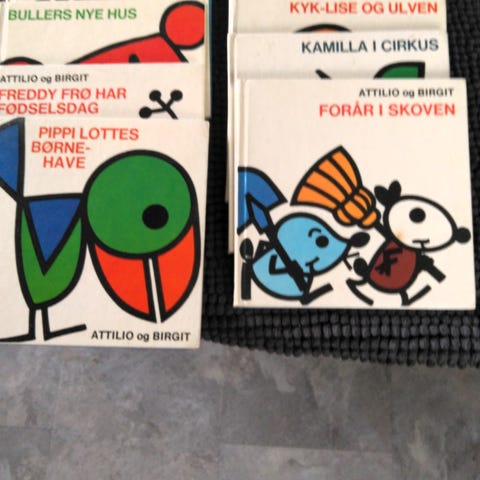 BULLERS NYE HUS
ATTILIO og BIRGIT
FREDDY FRØ HAR
FØDSELSDAG
PIPPI LOTTES
BØRNE-
HAVE
ATTILIO og BIRGIT
KYK-LISE OG ULVEN
KAMILLA I CIRKUS
ATTILIO og BIRGIT
FORÅR I SKOVEN